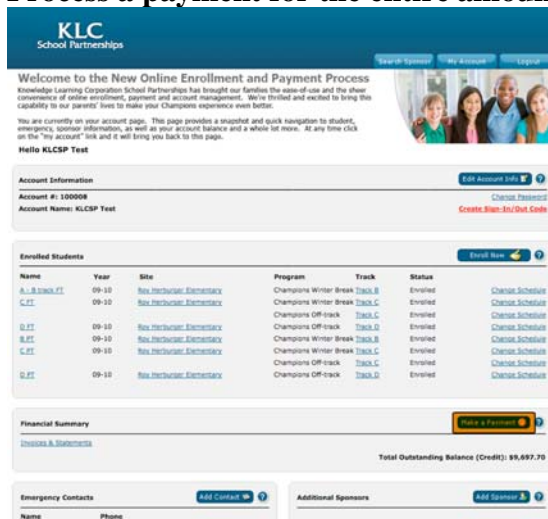 Process a payment for the entire amoun
KLC
School Partnerships
Search Sponsor My Account Logout
Welcome to the New Online Enrollment and Payment Process
Knowledge Learning Corporation School Partnerships has brought our families the ease-of-use and the sheer
convenience of online enrollment, payment and account management. We're thrilled and excited to bring this
capability to our parents' lives to make your Champions experience even better.
You are currently on your account page. This page provides a snapshot and quick navigation to student,
emergency, sponsor information, as well as your account balance and a whole lot more. At any time click
on the "my account" link and it will bring you back to this page.
Hello KLCSP Test
Account Information Edit Account Info ?
Account #: 100008 Change Password
Account Name: KLCSP Test Create Sign-In/Out Code
Enrolled Students Enroll Now ?
Name Year Site Program Track Status
A - B track FT 09-10 Roy Herburger Elementary Champions Winter Break Track B Enrolled Change Schedule
C FT 09-10 Roy Herburger Elementary Champions Winter Break Track C Enrolled Change Schedule
Champions Off-track Track C Enrolled Change Schedule
D FT 09-10 Roy Herburger Elementary Champions Off-track Track D Enrolled Change Schedule
B FT 09-10 Roy Herburger Elementary Champions Winter Break Track B Enrolled Change Schedule
C FT 09-10 Roy Herburger Elementary Champions Winter Break Track C Enrolled Change Schedule
Champions Off-track Track C Enrolled Change Schedule
D FT 09-10 Roy Herburger Elementary Champions Off-track Track D Enrolled Change Schedule
Financial Summary Make a Payment ?
Invoices & Statements
Total Outstanding Balance (Credit): $9,697.70
Emergency Contacts Add Contact ? Additional Sponsors Add Sponsor ?
Name Phone